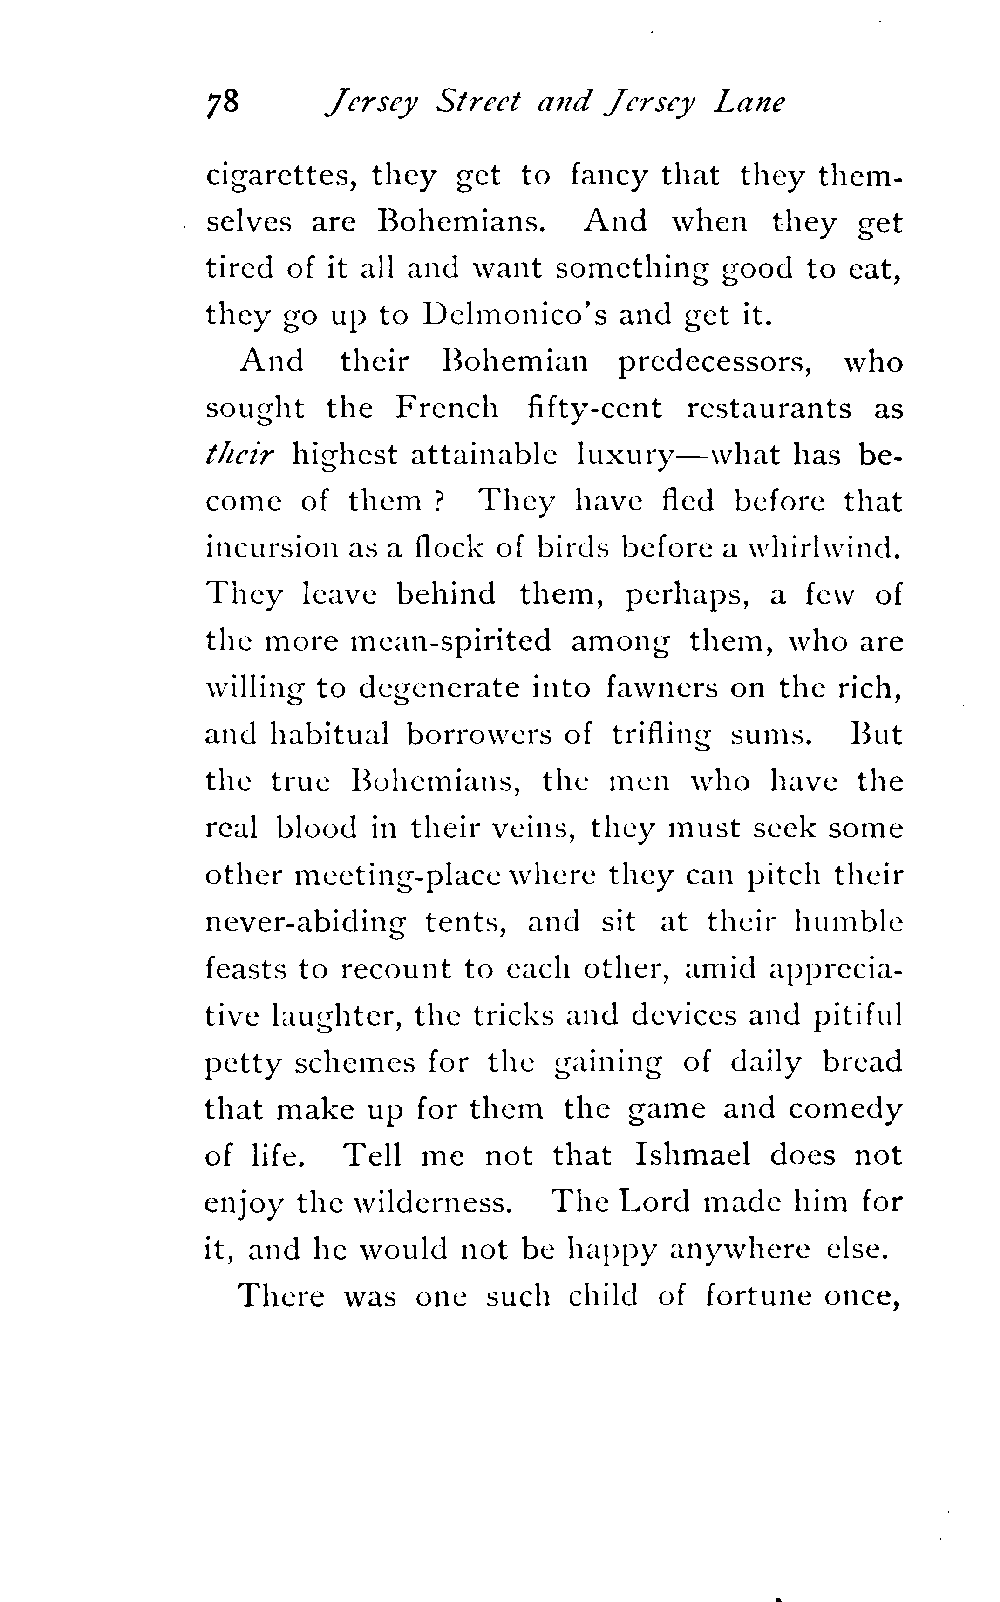 78 Jersey Street and Jersey Lane
cigarettes, they get to fancy that they them-
selves are Bohemians. And when they get
tired of it all and want something good to eat,
they go up to Delmonico's and get it.
And their Bohemian predecessors, who
sought the French fifty-cent restaurants as
their highest attainable luxury—what has be-
come of them ? They have fled before that
incursion as a flock of birds before a whirlwind.
They leave behind them, perhaps, a few of
the more mean-spirited among them, who are
willing to degenerate into fawners on the rich,
and habitual borrowers of trifling sums. But
the true Bohemians, the men who have the
real blood in their veins, they must seek some
other meeting-place where they can pitch their
never-abiding tents, and sit at their humble
feasts to recount to each other, amid apprecia-
tive laughter, the tricks and devices and pitiful
petty schemes for the gaining of daily bread
that make up for them the game and comedy
of life. Tell me not that Ishmael does not
enjoy the wilderness. The Lord made him for
it, and he would not be happy anywhere else.
There was one such child of fortune once,